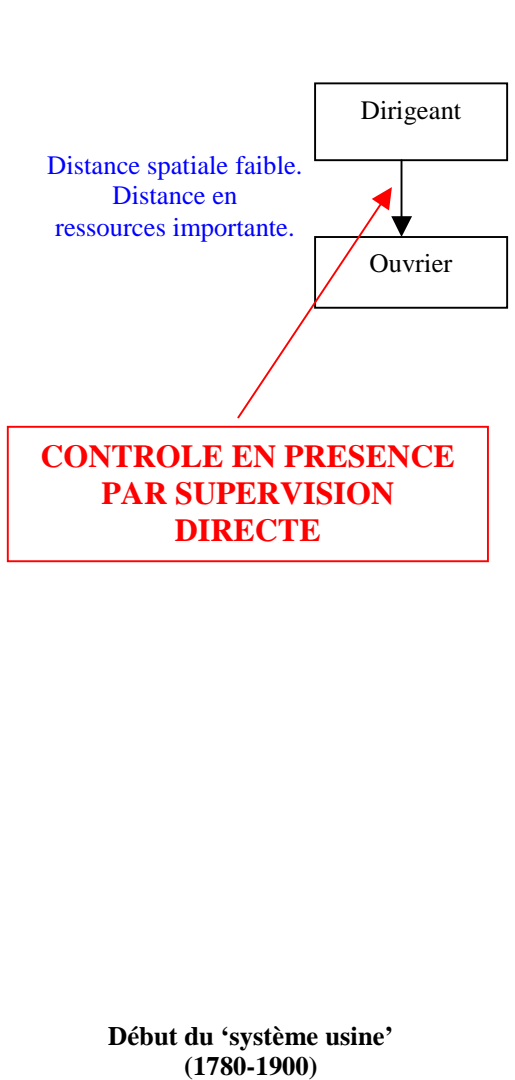 Dirigeant
Distance spatiale faible.
Distance en
ressources importante.
Ouvrier
CONTROLE EN PRESENCE
PAR SUPERVISION
DIRECTE
Début du ‘système usine’
(1780-1900)